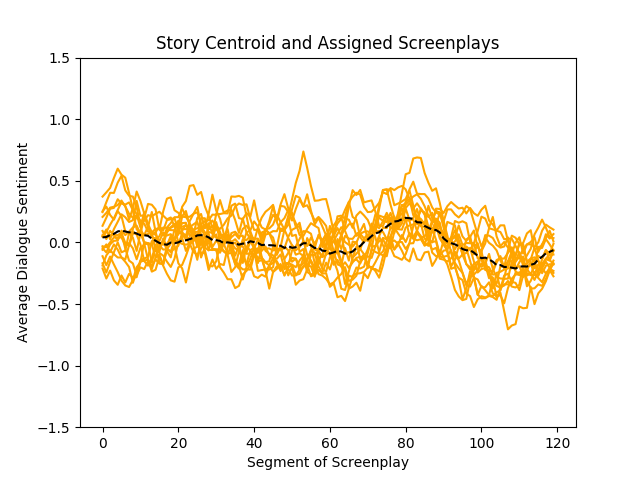 Story Centroid and Assigned Screenplays
1.5
1.0
0.5
0.0
−0.5
−1.0
−1.5
Average Dialogue Sentiment
0 20 40 60 80 100 120
Segment of Screenplay